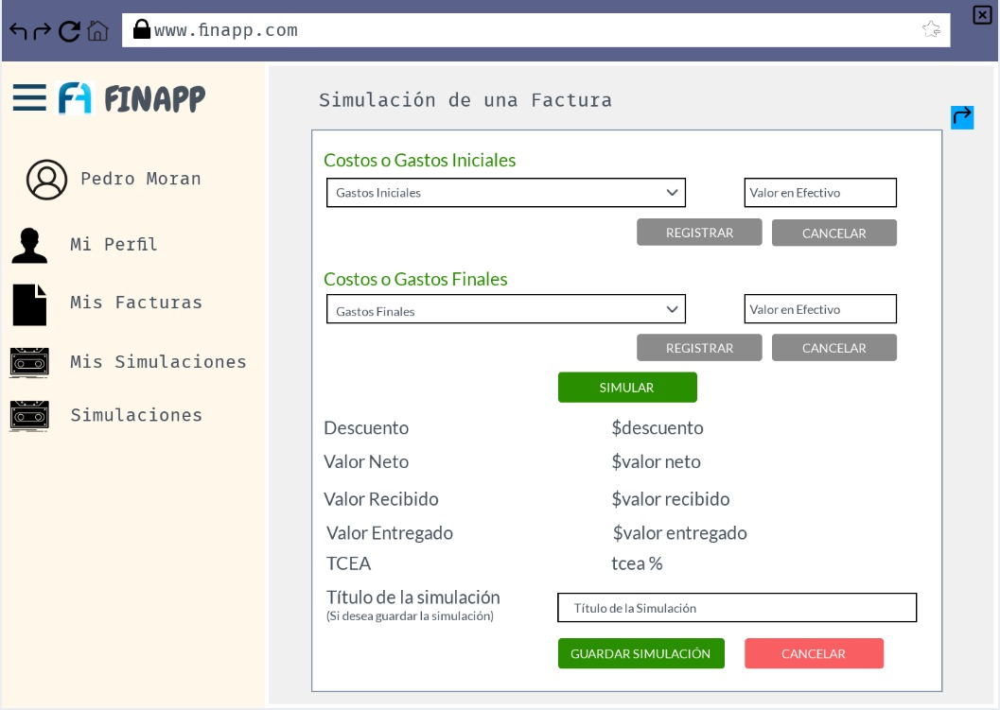 www.finapp.com
FINAPP
Pedro Moran
Mi Perfil
Mis Facturas
Mis Simulaciones
Simulaciones
Simulación de una Factura
Costos o Gastos Iniciales
Gastos Iniciales
Valor en Efectivo
REGISTRAR
CANCELAR
Costos o Gastos Finales
Gastos Finales
Valor en Efectivo
REGISTRAR
CANCELAR
SIMULAR
Descuento
$descuento
Valor Neto
$valor neto
Valor Recibido
$valor recibido
Valor Entregado
$valor entregado
TCEA
tcea %
Título de la simulación
(Si desea guardar la simulación)
Título de la Simulación
GUARDAR SIMULACIÓN
CANCELAR